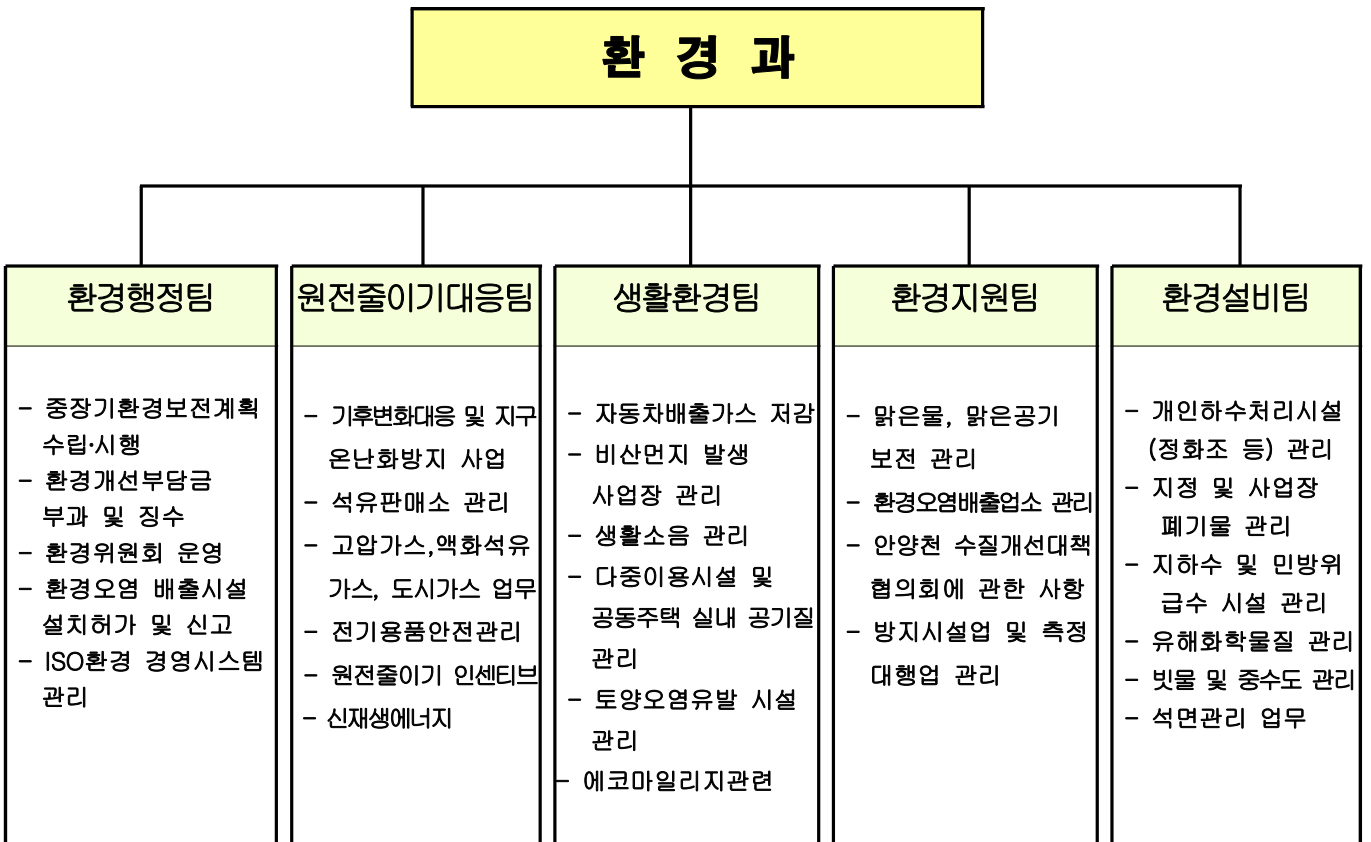 환 경 과
환경행정팀
- 중장기환경보전계획
수립·시행
- 환경개선부담금
부과 및 징수
- 환경위원회 운영
- 환경오염 배출시설
설치허가 및 신고
- ISO환경 경영시스템
관리
원전줄이기대응팀
- 기후변화대응 및 지구
온난화방지 사업
- 석유판매소 관리
- 고압가스,액화석유
가스, 도시가스 업무
- 전기용품안전관리
- 원전줄이기 인센티브
- 신재생에너지
생활환경팀
- 자동차배출가스 저감
- 비산먼지 발생
사업장 관리
- 생활소음 관리
- 다중이용시설 및
공동주택 실내 공기질
관리
- 토양오염유발 시설
관리
- 에코마일리지관련
환경지원팀
- 맑은물, 맑은공기
보전 관리
- 환경오염배출업소 관리
- 안양천 수질개선대책
협의회에 관한 사항
- 방지시설업 및 측정
대행업 관리
환경설비팀
- 개인하수처리시설
(정화조 등) 관리
- 지정 및 사업장
폐기물 관리
- 지하수 및 민방위
급수 시설 관리
- 유해화학물질 관리
- 빗물 및 중수도 관리
- 석면관리 업무